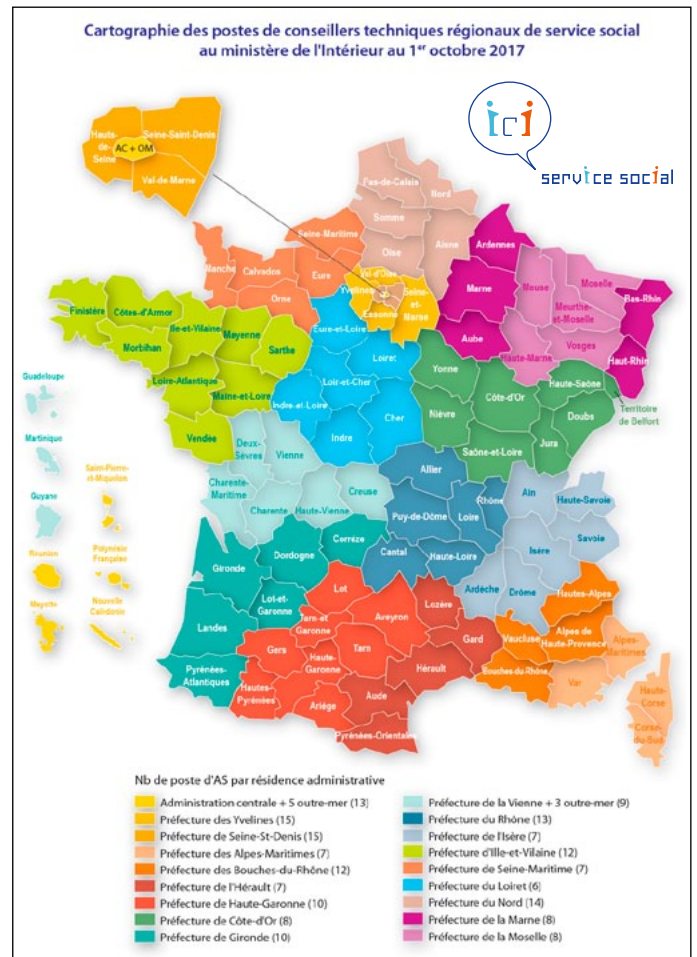 Cartographie des postes de conseillers techniques régionaux de service social
au ministère de l'Intérieur au 1er octobre 2017
ici
service social
Hauts-
de-
Seine
Seine-Saint-Denis
AC + OM
Val-de-Marne
Pas-de-Calais
Nord
Somme
Seine-Maritime
Oise
Aisne
Ardennes
Manche
Calvados
Eure
Val-d'Oise
Yvelines
Seine-
et-
Marne
Essonne
Marne
Meuse
Moselle
Meurthe-
et-Moselle
Bas-Rhin
Orne
Finistère
Côtes-d'Armor
Ille-et-Vilaine
Mayenne
Sarthe
Eure-et-Loire
Aube
Haute-Marne
Vosges
Haut-Rhin
Morbihan
Loiret
Yonne
Loire-Atlantique
Maine-et-Loire
Loir-et-Cher
Indre-et-Loire
Cher
Nièvre
Côte-d'Or
Haute-Saône
Territoire
de Belfort
Doubs
Vendée
Deux-
Sèvres
Vienne
Indre
Saône-et-Loire
Jura
Guadeloupe
Martinique
Guyane
Saint-Pierre-
et-Miquelon
Réunion
Polynésie
Française
Mayotte
Nouvelle
Calédonie
Charente-
Maritime
Charente
Haute-Vienne
Creuse
Allier
Puy-de-Dôme
Loire
Rhône
Ain
Haute-Savoie
Savoie
Isère
Gironde
Dordogne
Corrèze
Cantal
Haute-Loire
Ardèche
Drôme
Hautes-Alpes
Lot-et-
Garonne
Lot
Aveyron
Lozère
Landes
Tarn-et
Garonne
Gers
Tarn
Gard
Vaucluse
Alpes de
Haute-Provence
Alpes-
Maritimes
Pyrénées-
Atlantiques
Hautes-
Pyrénées
Haute-
Garonne
Ariège
Aude
Hérault
Bouches-du-Rhône
Var
Pyrénées-Orientales
Haute-
Corse
Corse-
du-Sud
Nb de poste d'AS par résidence administrative
Administration centrale + 5 outre-mer (13)
Préfecture des Yvelines (15)
Préfecture de Seine-St-Denis (15)
Préfecture des Alpes-Maritimes (7)
Préfecture des Bouches-du-Rhône (12)
Préfecture de l'Hérault (7)
Préfecture de Haute-Garonne (10)
Préfecture de Côte-d'Or (8)
Préfecture de Gironde (10)
Préfecture de la Vienne + 3 outre-mer (9)
Préfecture du Rhône (13)
Préfecture de l'Isère (7)
Préfecture d'Ille-et-Vilaine (12)
Préfecture de Seine-Maritime (7)
Préfecture du Loiret (6)
Préfecture du Nord (14)
Préfecture de la Marne (8)
Préfecture de la Moselle (8)